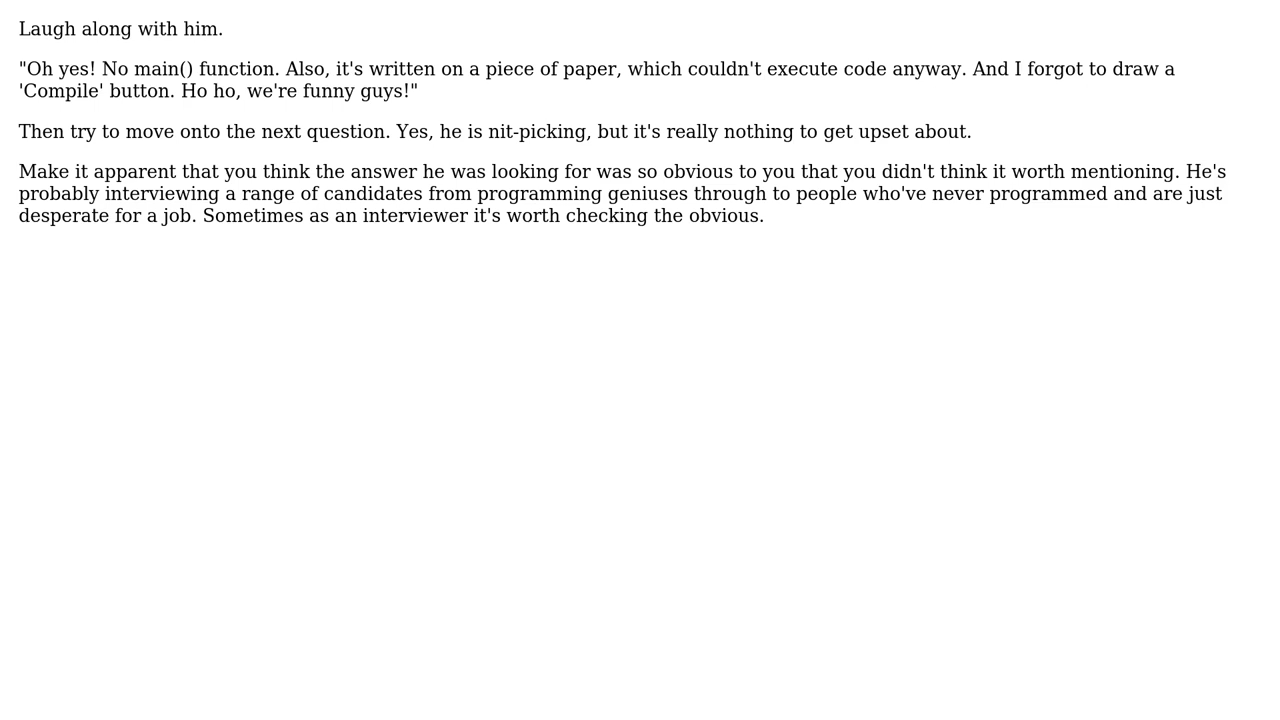 Laugh along with him.
"Oh yes! No main() function. Also, it's written on a piece of paper, which couldn't execute code anyway. And I forgot to draw a
'Compile' button. Ho ho, we're funny guys!"
Then try to move onto the next question. Yes, he is nit-picking, but it's really nothing to get upset about.
Make it apparent that you think the answer he was looking for was so obvious to you that you didn't think it worth mentioning. He's
probably interviewing a range of candidates from programming geniuses through to people who've never programmed and are just
desperate for a job. Sometimes as an interviewer it's worth checking the obvious.